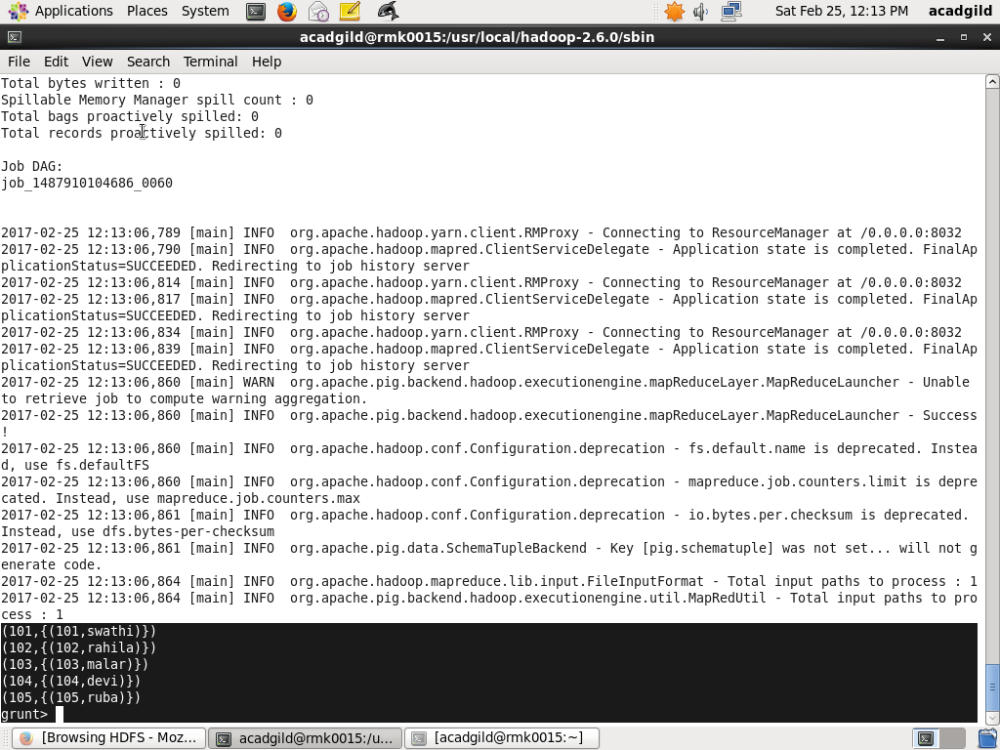 Applications Places System Sat Feb 25, 12:13 PM acadgild
acadgild@rmk0015:/usr/local/hadoop-2.6.0/sbin
File Edit View Search Terminal Help
Total bytes written : 0
Spillable Memory Manager spill count : 0
Total bags proactively spilled: 0
Total records proactively spilled: 0
Job DAG:
job_1487910104686_0060
2017-02-25 12:13:06,789 [main] INFO  org.apache.hadoop.yarn.client.RMProxy - Connecting to ResourceManager at /0.0.0.0:8032
2017-02-25 12:13:06,790 [main] INFO  org.apache.hadoop.mapred.ClientServiceDelegate - Application state is completed. FinalAp
plicationStatus=SUCCEEDED. Redirecting to job history server
2017-02-25 12:13:06,814 [main] INFO  org.apache.hadoop.yarn.client.RMProxy - Connecting to ResourceManager at /0.0.0.0:8032
2017-02-25 12:13:06,817 [main] INFO  org.apache.hadoop.mapred.ClientServiceDelegate - Application state is completed. FinalAp
plicationStatus=SUCCEEDED. Redirecting to job history server
2017-02-25 12:13:06,834 [main] INFO  org.apache.hadoop.yarn.client.RMProxy - Connecting to ResourceManager at /0.0.0.0:8032
2017-02-25 12:13:06,839 [main] INFO  org.apache.hadoop.mapred.ClientServiceDelegate - Application state is completed. FinalAp
plicationStatus=SUCCEEDED. Redirecting to job history server
2017-02-25 12:13:06,860 [main] WARN  org.apache.pig.backend.hadoop.executionengine.mapReduceLayer.MapReduceLauncher - Unable
to retrieve job to compute warning aggregation.
2017-02-25 12:13:06,860 [main] INFO  org.apache.pig.backend.hadoop.executionengine.mapReduceLayer.MapReduceLauncher - Success
!
2017-02-25 12:13:06,860 [main] INFO  org.apache.hadoop.conf.Configuration.deprecation - fs.default.name is deprecated. Instea
d, use fs.defaultFS
2017-02-25 12:13:06,860 [main] INFO  org.apache.hadoop.conf.Configuration.deprecation - mapreduce.job.counters.limit is depre
cated. Instead, use mapreduce.job.counters.max
2017-02-25 12:13:06,861 [main] INFO  org.apache.hadoop.conf.Configuration.deprecation - io.bytes.per.checksum is deprecated.
Instead, use dfs.bytes-per-checksum
2017-02-25 12:13:06,861 [main] INFO  org.apache.pig.data.SchemaTupleBackend - Key [pig.schematuple] was not set... will not g
enerate code.
2017-02-25 12:13:06,864 [main] INFO  org.apache.hadoop.mapreduce.lib.input.FileInputFormat - Total input paths to process : 1
2017-02-25 12:13:06,864 [main] INFO  org.apache.pig.backend.hadoop.executionengine.util.MapRedUtil - Total input paths to pro
cess : 1
(101,{(101,swathi)})
(102,{(102,rahila)})
(103,{(103,malar)})
(104,{(104,devi)})
(105,{(105,ruba)})
grunt>
[Browsing HDFS - Moz... acadgild@rmk0015:/u... [acadgild@rmk0015:~]